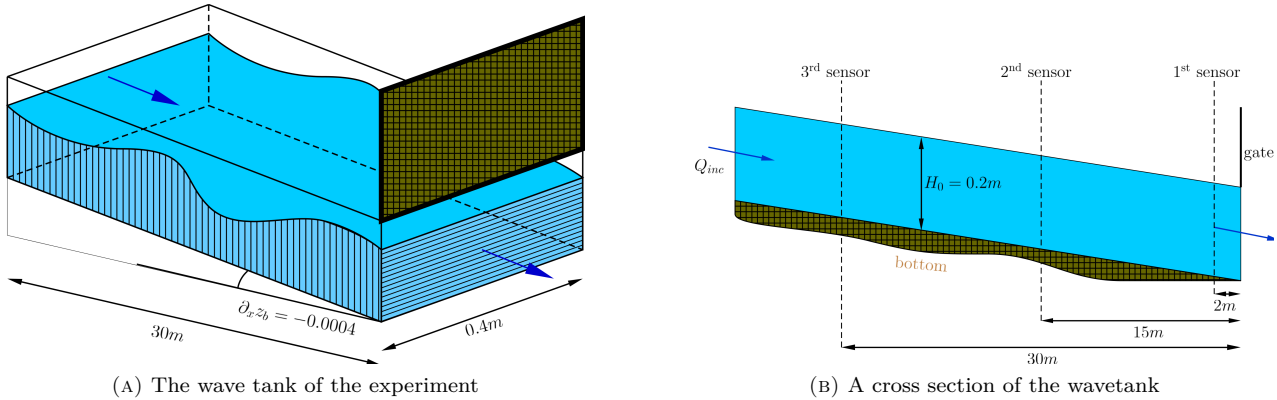 ∂ₓz_b = −0.0004
30m
0.4m
(A) The wave tank of the experiment
3rd sensor
2nd sensor
1st sensor
gate
Q_inc
H₀ = 0.2m
bottom
2m
15m
30m
(B) A cross section of the wavetank